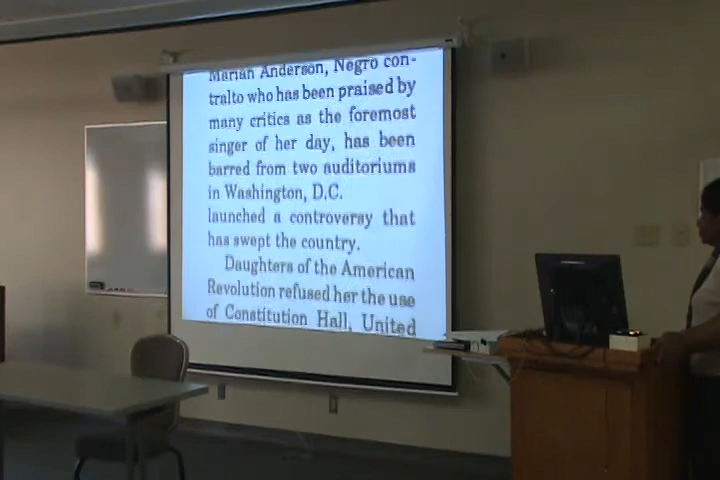 Marian Anderson, Negro con-
tralto who has been praised by
many critics as the foremost
singer of her day, has been
barred from two auditoriums
in Washington, D.C.
launched a controversy that
has swept the country.
Daughters of the American
Revolution refused her the use
of Constitution Hall, United